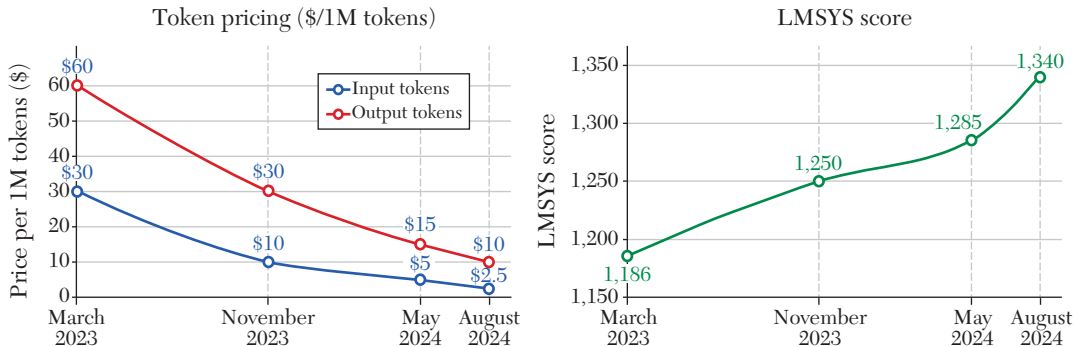 Token pricing ($/1M tokens)
Price per 1M tokens ($)
60
50
40
30
20
10
0
$60
$30
$30
$10
$15
$5
$10
$2.5
Input tokens
Output tokens
March
2023
November
2023
May
2024
August
2024
LMSYS score
LMSYS score
1,350
1,300
1,250
1,200
1,150
1,186
1,250
1,285
1,340
March
2023
November
2023
May
2024
August
2024